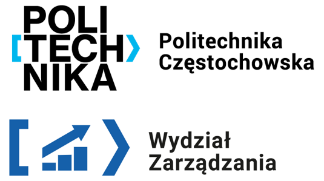 POLI
TECH
NIKA
Politechnika
Częstochowska
Wydział
Zarządzania